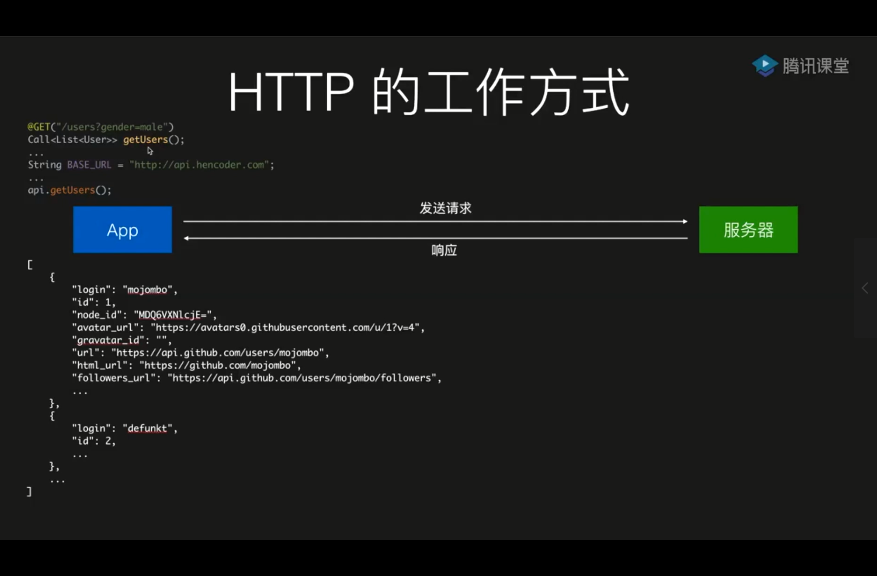 HTTP 的工作方式
腾讯课堂
@GET("/users?gender=male")
Call<List<User>> getUsers();
...
String BASE_URL = "http://api.hencoder.com";
...
api.getUsers();
发送请求
App
服务器
响应
[
{
"login": "mojombo",
"id": 1,
"node_id": "MDQ6VXNlcjE=",
"avatar_url": "https://avatars0.githubusercontent.com/u/1?v=4",
"gravatar_id": "",
"url": "https://api.github.com/users/mojombo",
"html_url": "https://github.com/mojombo",
"followers_url": "https://api.github.com/users/mojombo/followers",
...
},
{
"login": "defunkt",
"id": 2,
...
},
...
]